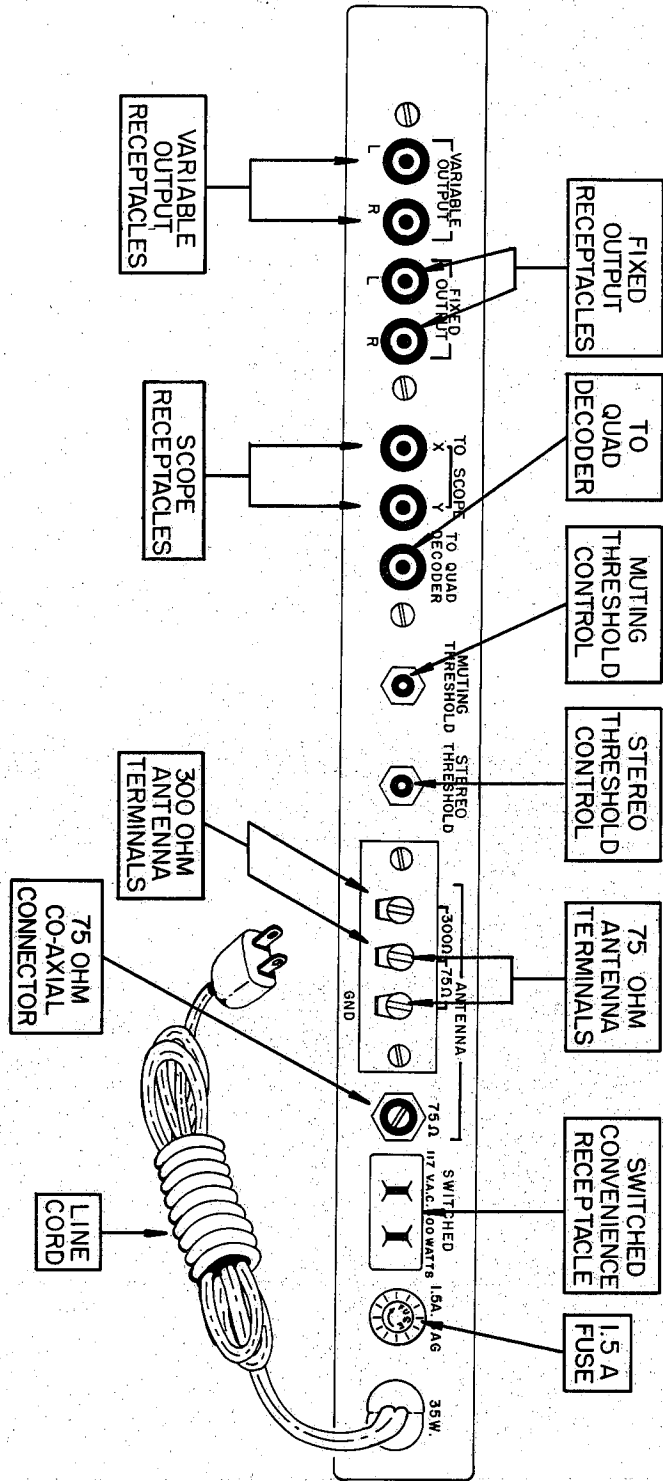 FIXED
OUTPUT
RECEPTACLES
TO
QUAD
DECODER
MUTING
THRESHOLD
CONTROL
STEREO
THRESHOLD
CONTROL
75 OHM
ANTENNA
TERMINALS
SWITCHED
CONVENIENCE
RECEPTACLE
1.5 A
FUSE
VARIABLE
OUTPUT
L
R
FIXED
OUTPUT
L
R
TO SCOPE
X
Y
TO QUAD
DECODER
MUTING
THRESHOLD
STEREO
THRESHOLD
ANTENNA
300Ω
75Ω
GND
75Ω
SWITCHED
117 V.A.C. WATTS
1.5A.
FUSE
35W.
VARIABLE
OUTPUT
RECEPTACLES
SCOPE
RECEPTACLES
300 OHM
ANTENNA
TERMINALS
75 OHM
CO-AXIAL
CONNECTOR
LINE
CORD